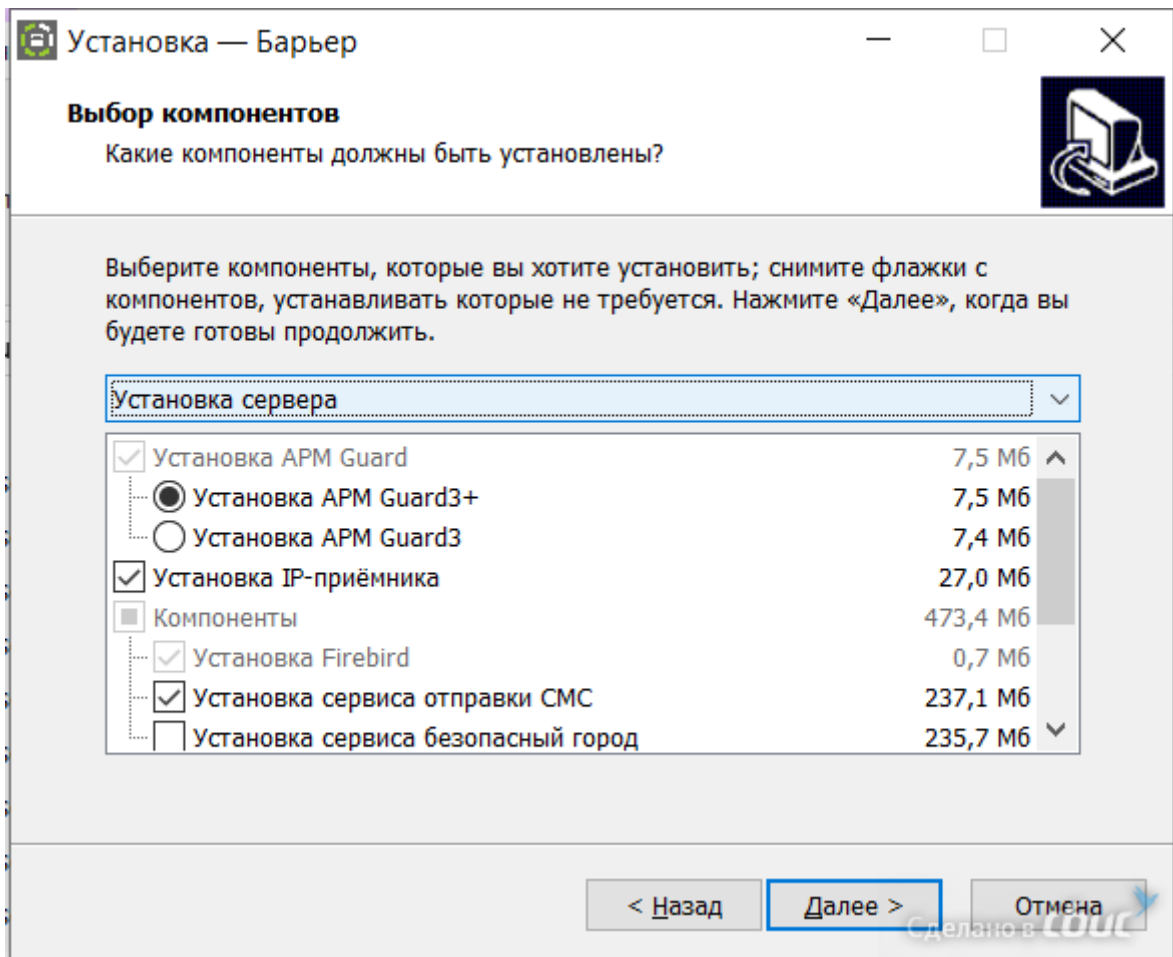 Установка — Барьер
Выбор компонентов
Какие компоненты должны быть установлены?
Выберите компоненты, которые вы хотите установить; снимите флажки с
компонентов, устанавливать которые не требуется. Нажмите «Далее», когда вы
будете готовы продолжить.
Установка сервера
Установка АРМ Guard 7,5 Мб
Установка АРМ Guard3+ 7,5 Мб
Установка АРМ Guard3 7,4 Мб
Установка IP-приёмника 27,0 Мб
Компоненты 473,4 Мб
Установка Firebird 0,7 Мб
Установка сервиса отправки СМС 237,1 Мб
Установка сервиса безопасный город 235,7 Мб
< Назад Далее > Отмена
Сделано в